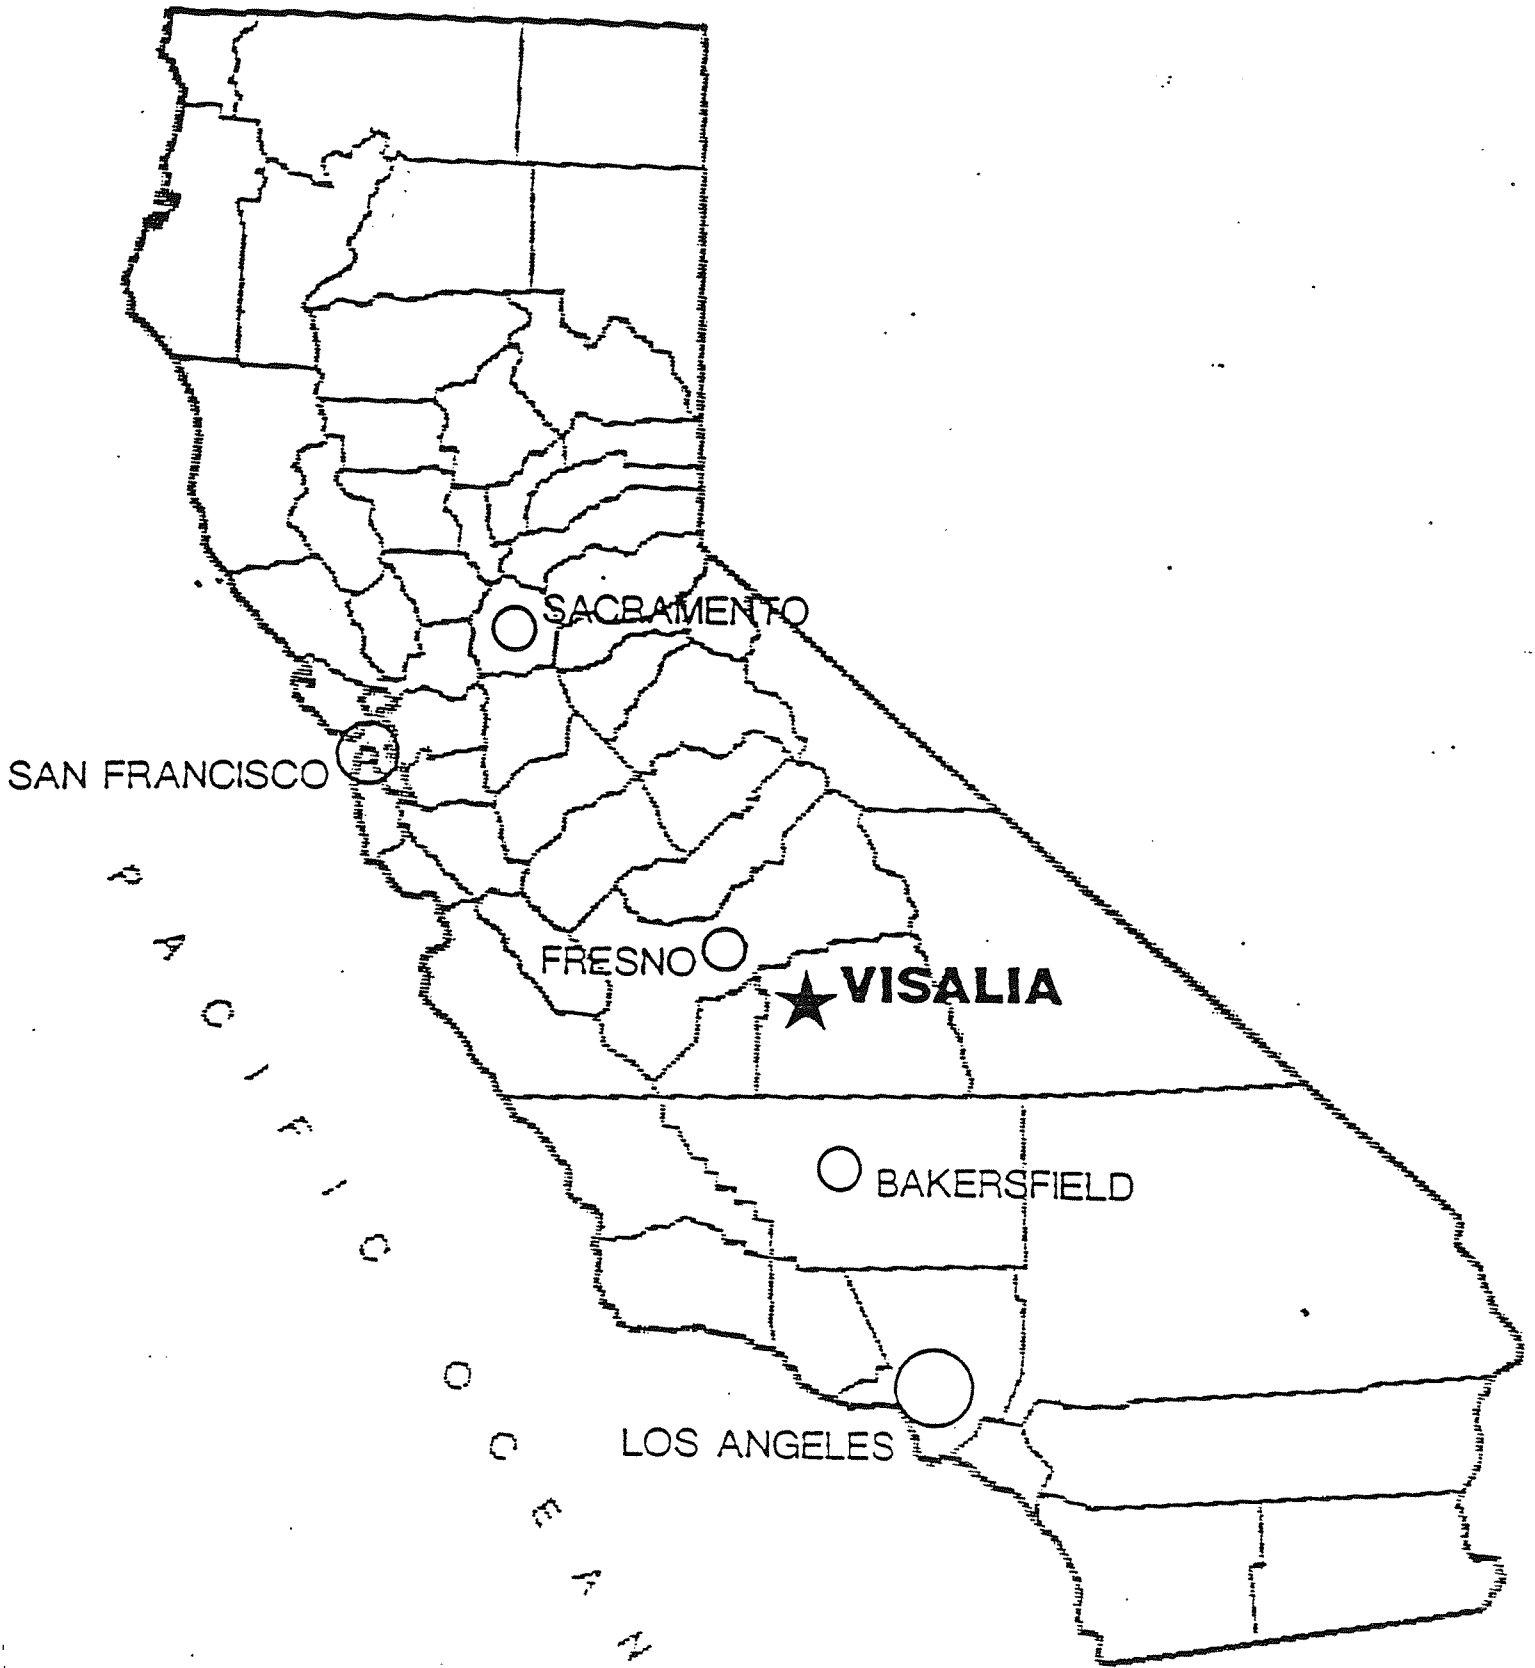 SACRAMENTO
SAN FRANCISCO
FRESNO
VISALIA
BAKERSFIELD
LOS ANGELES
PACIFIC OCEAN